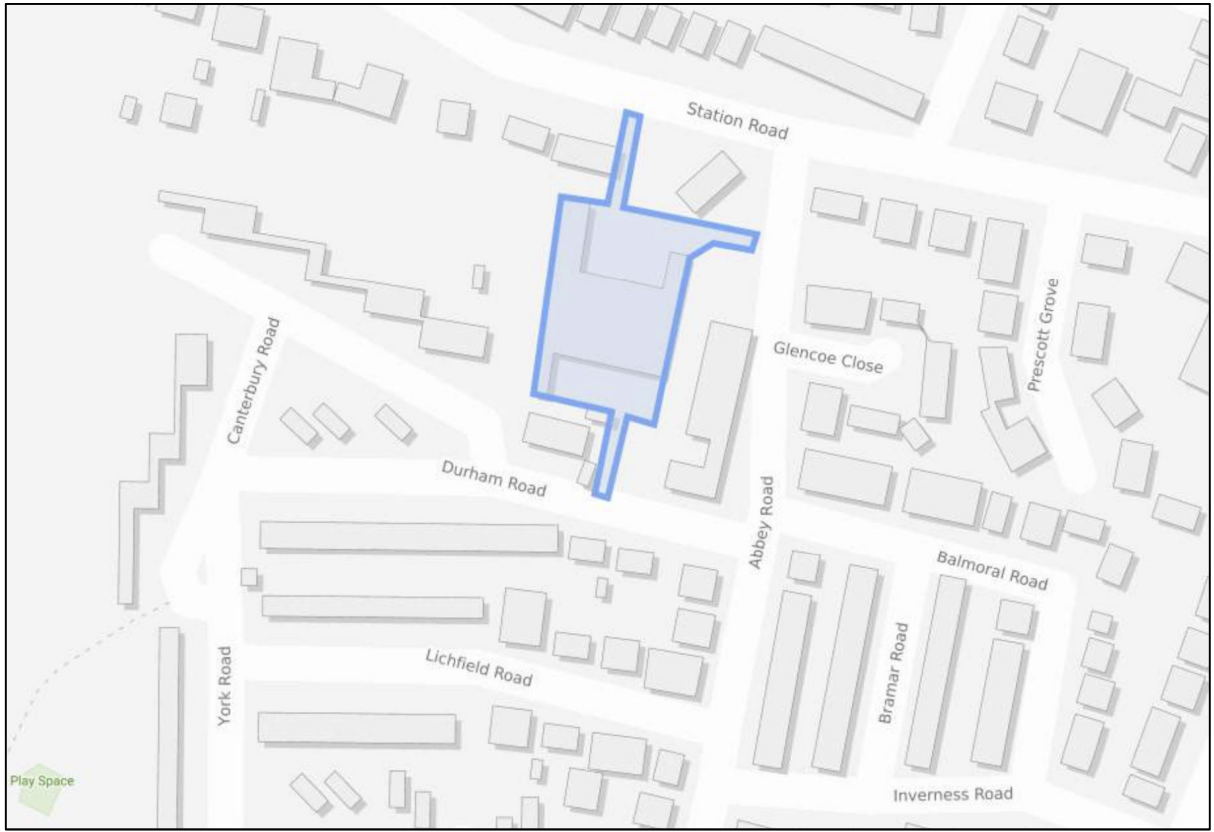 Station Road
Prescott Grove
Glencoe Close
Canterbury Road
Durham Road
Abbey Road
Balmoral Road
Bramar Road
Lichfield Road
York Road
Play Space
Inverness Road